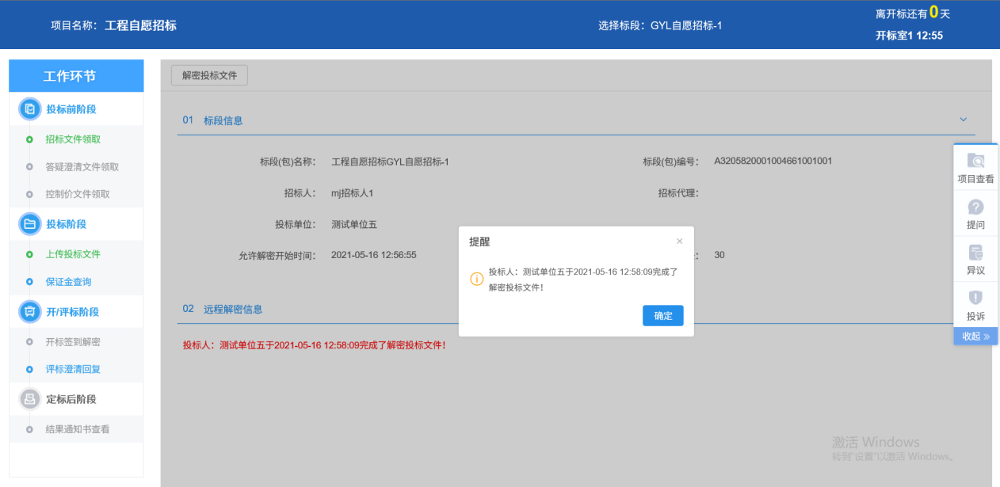 项目名称：工程自愿招标
选择标段：GYL自愿招标-1
离开标还有0天
开标室1 12:55
工作环节
投标前阶段
招标文件领取
答疑澄清文件领取
控制价文件领取
投标阶段
上传投标文件
保证金查询
开/评标阶段
开标签到解密
评标澄清回复
定标后阶段
结果通知书查看
解密投标文件
01 标段信息
标段(包)名称： 工程自愿招标GYL自愿招标-1
标段(包)编号： A3205820001004661001001
招标人： mj招标人1
招标代理：
投标单位： 测试单位五
允许解密开始时间： 2021-05-16 12:56:55
： 30
02 远程解密信息
投标人：测试单位五于2021-05-16 12:58:09完成了解密投标文件！
提醒
×
投标人：测试单位五于2021-05-16 12:58:09完成了
解密投标文件！
确定
项目查看
提问
异议
投诉
收起 »
激活 Windows
转到"设置"以激活 Windows。